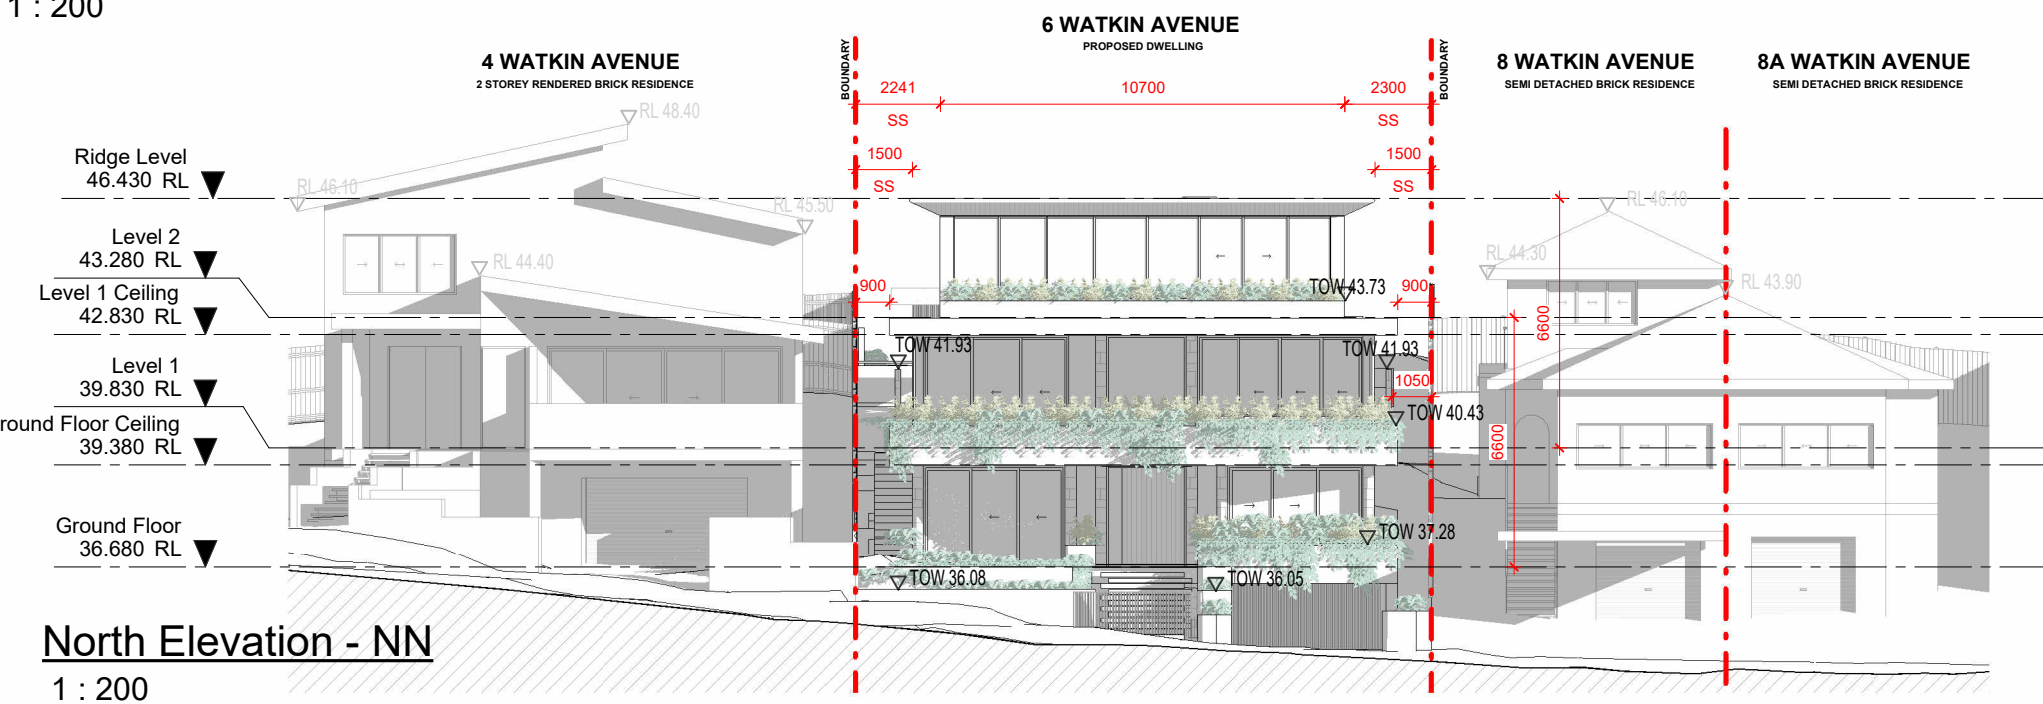 1 : 200
6 WATKIN AVENUE
PROPOSED DWELLING
4 WATKIN AVENUE
2 STOREY RENDERED BRICK RESIDENCE
8 WATKIN AVENUE
SEMI DETACHED BRICK RESIDENCE
8A WATKIN AVENUE
SEMI DETACHED BRICK RESIDENCE
BOUNDARY
BOUNDARY
2241
10700
2300
SS
SS
1500
1500
SS
SS
RL 48.40
RL 46.10
RL 45.50
RL 44.40
RL 46.10
RL 44.30
RL 43.90
Ridge Level
46.430 RL
Level 2
43.280 RL
Level 1 Ceiling
42.830 RL
Level 1
39.830 RL
round Floor Ceiling
39.380 RL
Ground Floor
36.680 RL
900
TOW 43.73
900
TOW 41.93
TOW 41.93
1050
TOW 40.43
6600
6600
TOW 37.28
TOW 36.08
TOW 36.05
North Elevation - NN
1 : 200